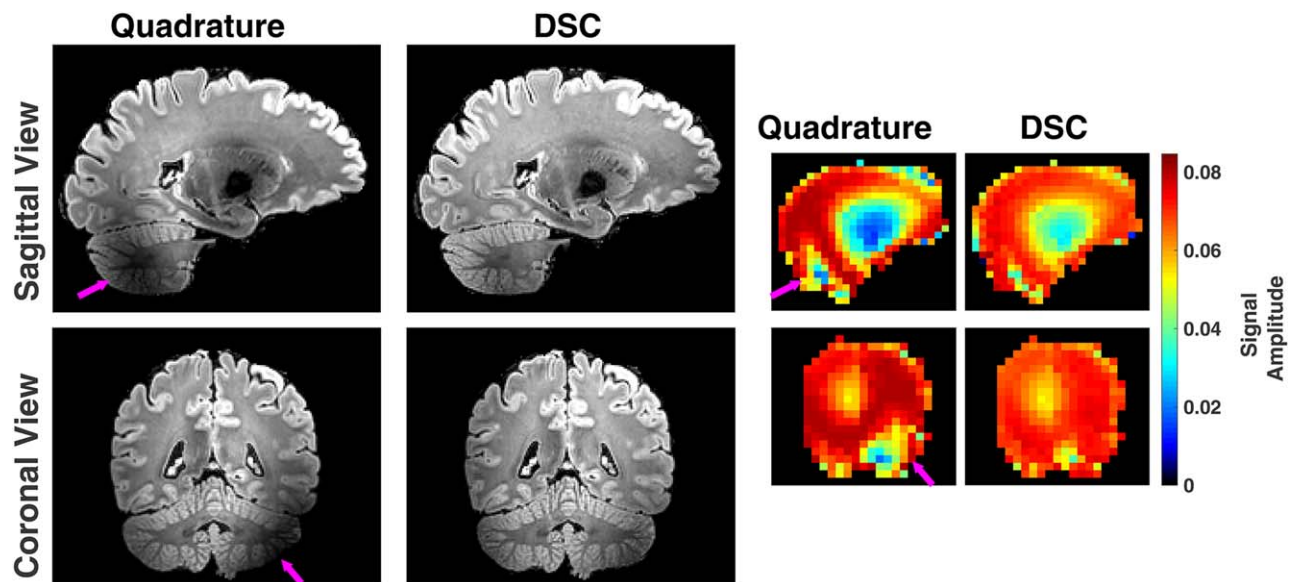 Quadrature
DSC
Sagittal View
Coronal View
Quadrature
DSC
0.08
0.06
0.04
0.02
0
Signal
Amplitude